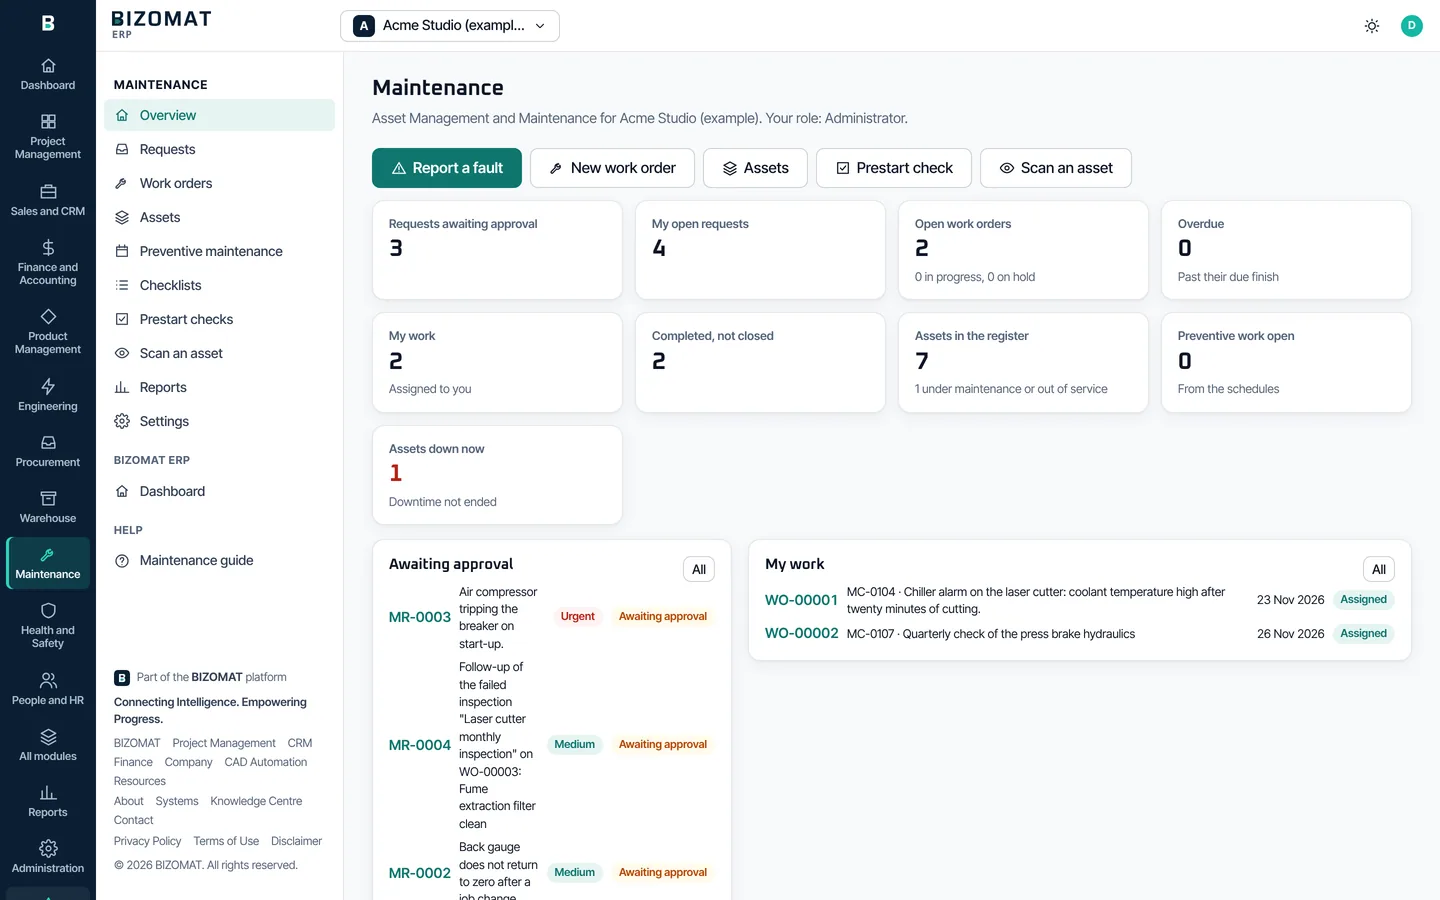 B
Dashboard
Project
Management
Sales and CRM
Finance and
Accounting
Product
Management
Engineering
Procurement
Warehouse
Maintenance
Health and
Safety
People and HR
All modules
Reports
Administration
BIZOMAT
ERP
A Acme Studio (exampl...
D
MAINTENANCE
Overview
Requests
Work orders
Assets
Preventive maintenance
Checklists
Prestart checks
Scan an asset
Reports
Settings
BIZOMAT ERP
Dashboard
HELP
Maintenance guide
B Part of the BIZOMAT platform
Connecting Intelligence. Empowering
Progress.
BIZOMAT Project Management CRM
Finance Company CAD Automation
Resources
About Systems Knowledge Centre
Contact
Privacy Policy Terms of Use Disclaimer
© 2026 BIZOMAT. All rights reserved.
Maintenance
Asset Management and Maintenance for Acme Studio (example). Your role: Administrator.
Report a fault
New work order
Assets
Prestart check
Scan an asset
Requests awaiting approval
3
My open requests
4
Open work orders
2
0 in progress, 0 on hold
Overdue
0
Past their due finish
My work
2
Assigned to you
Completed, not closed
2
Assets in the register
7
1 under maintenance or out of service
Preventive work open
0
From the schedules
Assets down now
1
Downtime not ended
Awaiting approval
All
MR-0003
Air compressor
tripping the
breaker on
start-up.
Urgent
Awaiting approval
MR-0004
Follow-up of
the failed
inspection
"Laser cutter
monthly
inspection" on
WO-00003:
Fume
extraction filter
clean
Medium
Awaiting approval
MR-0002
Back gauge
does not return
to zero after a
job change
Medium
Awaiting approval
My work
All
WO-00001
MC-0104 · Chiller alarm on the laser cutter: coolant temperature high after
twenty minutes of cutting.
23 Nov 2026
Assigned
WO-00002
MC-0107 · Quarterly check of the press brake hydraulics
26 Nov 2026
Assigned